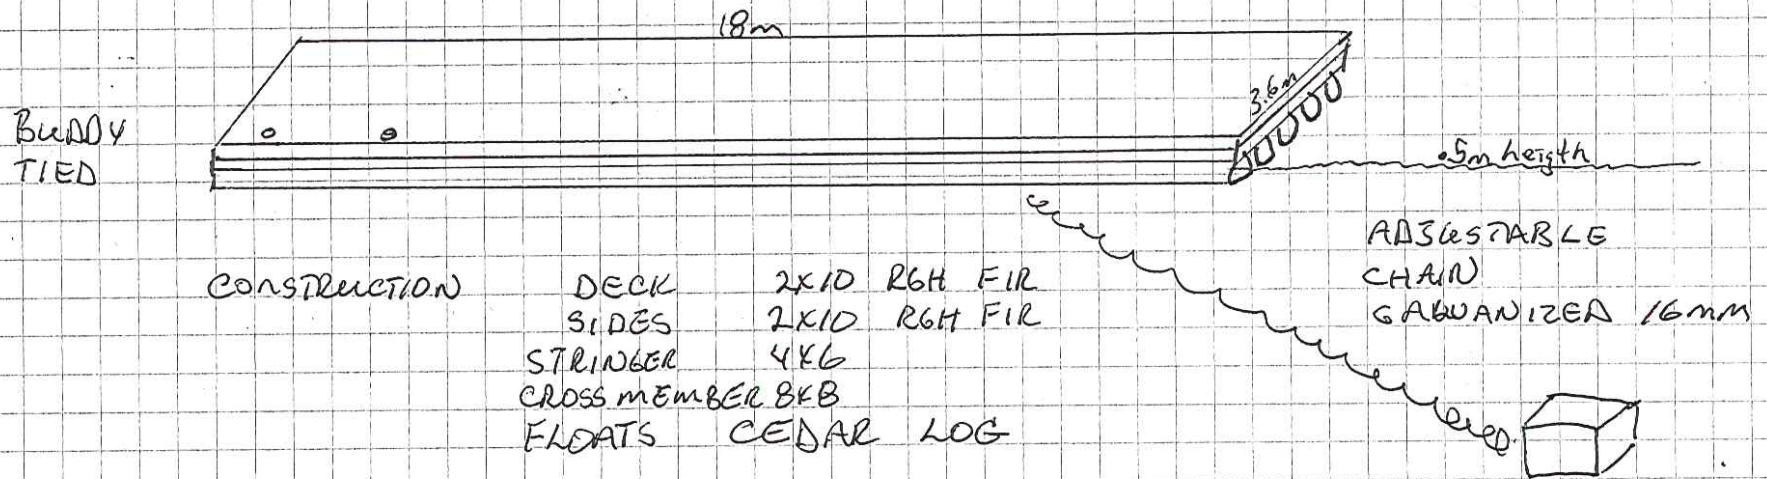 18m
3.6m
BUDDY
TIED
.5m heigth
ADJUSTABLE
CHAIN
GALVANIZED 16mm
CONSTRUCTION DECK 2X10 RGH FIR
SIDES 2X10 RGH FIR
STRINGER 4X6
CROSS MEMBER 8X8
FLOATS CEDAR LOG